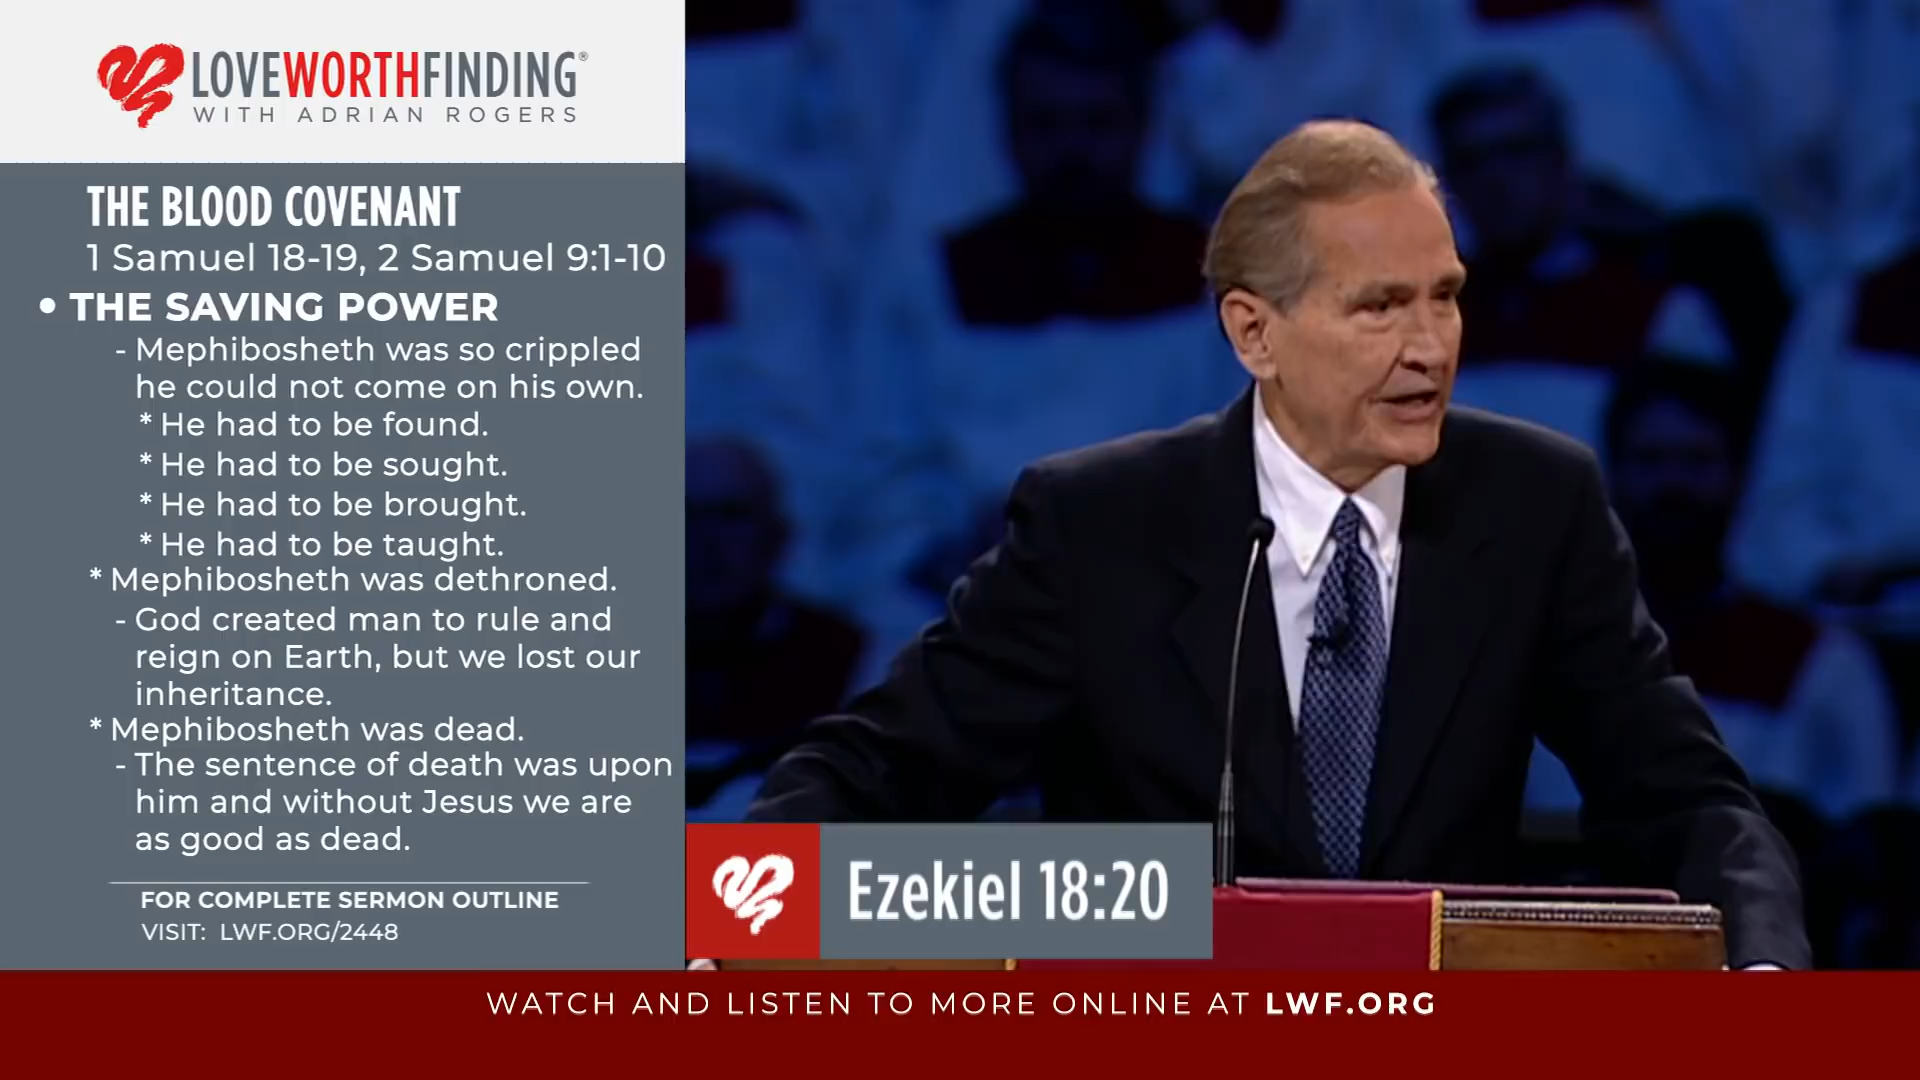 LOVEWORTHFINDING®
WITH ADRIAN ROGERS
THE BLOOD COVENANT
1 Samuel 18-19, 2 Samuel 9:1-10
• THE SAVING POWER
- Mephibosheth was so crippled
he could not come on his own.
* He had to be found.
* He had to be sought.
* He had to be brought.
* He had to be taught.
* Mephibosheth was dethroned.
- God created man to rule and
reign on Earth, but we lost our
inheritance.
* Mephibosheth was dead.
- The sentence of death was upon
him and without Jesus we are
as good as dead.
FOR COMPLETE SERMON OUTLINE
VISIT: LWF.ORG/2448
Ezekiel 18:20
WATCH AND LISTEN TO MORE ONLINE AT LWF.ORG